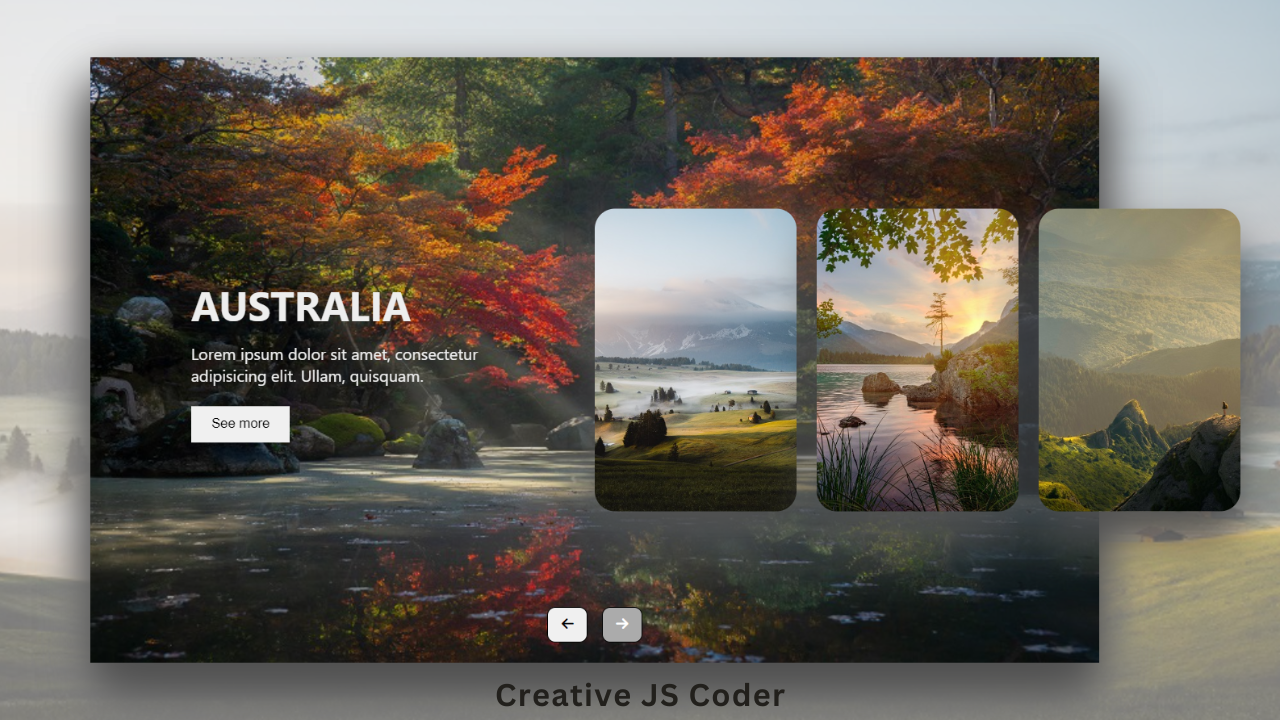 AUSTRALIA
Lorem ipsum dolor sit amet, consectetur
adipisicing elit. Ullam, quisquam.
See more
Creative JS Coder